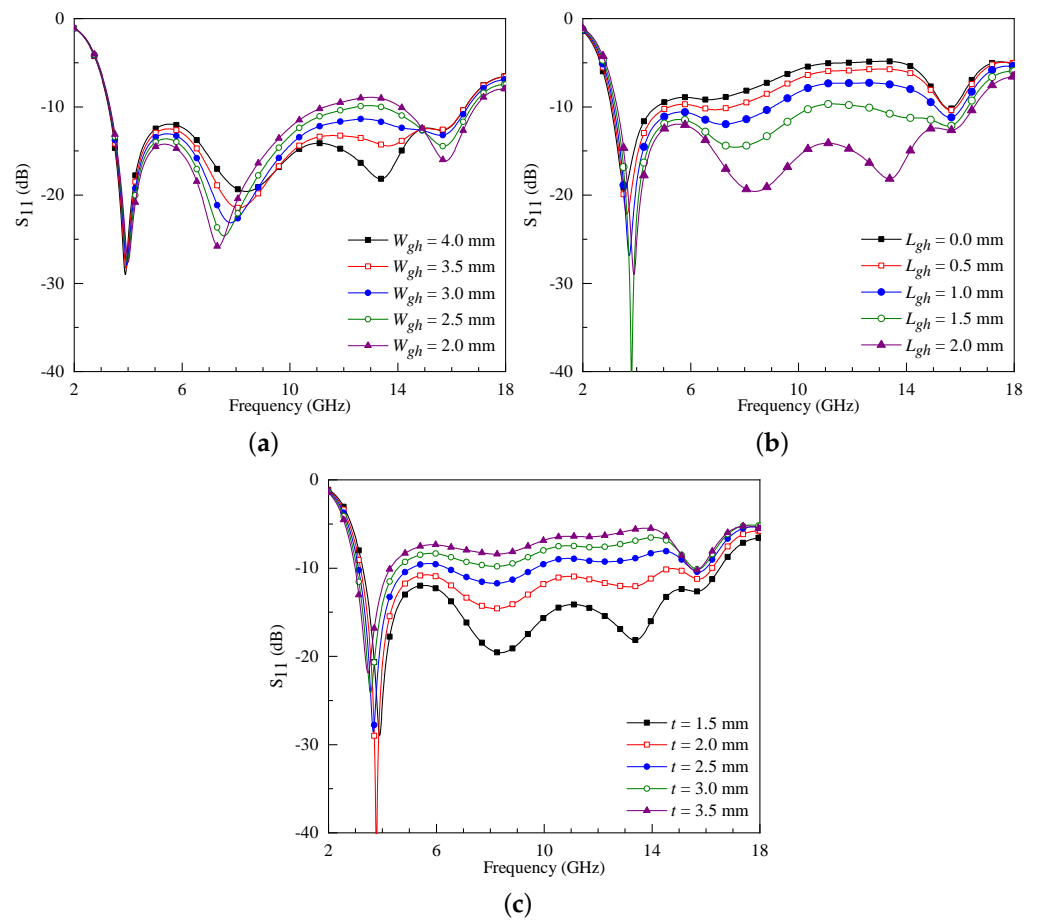 0
-10
-20
-30
-40
S11 (dB)
2 6 10 14 18
Frequency (GHz)
Wgh = 4.0 mm
Wgh = 3.5 mm
Wgh = 3.0 mm
Wgh = 2.5 mm
Wgh = 2.0 mm
(a)
0
-10
-20
-30
-40
S11 (dB)
2 6 10 14 18
Frequency (GHz)
Lgh = 0.0 mm
Lgh = 0.5 mm
Lgh = 1.0 mm
Lgh = 1.5 mm
Lgh = 2.0 mm
(b)
0
-10
-20
-30
-40
S11 (dB)
2 6 10 14 18
Frequency (GHz)
t = 1.5 mm
t = 2.0 mm
t = 2.5 mm
t = 3.0 mm
t = 3.5 mm
(c)